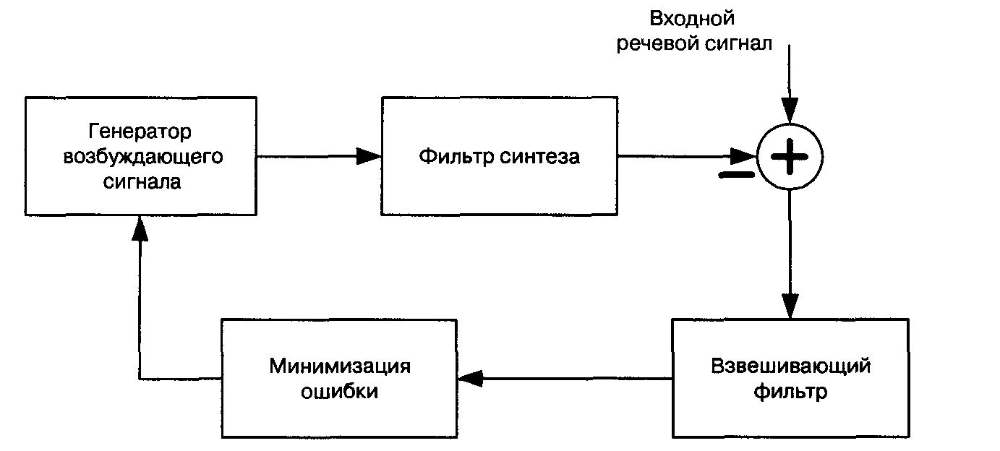 Входной
речевой сигнал
Генератор
возбуждающего
сигнала
Фильтр синтеза
+
−
Минимизация
ошибки
Взвешивающий
фильтр